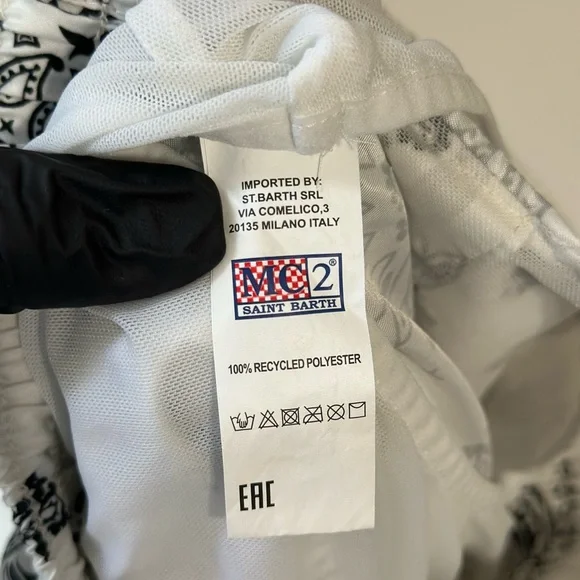 IMPORTED BY:
ST.BARTH SRL
VIA COMELICO,3
20135 MILANO ITALY
MC2®
SAINT BARTH
100% RECYCLED POLYESTER
EAC